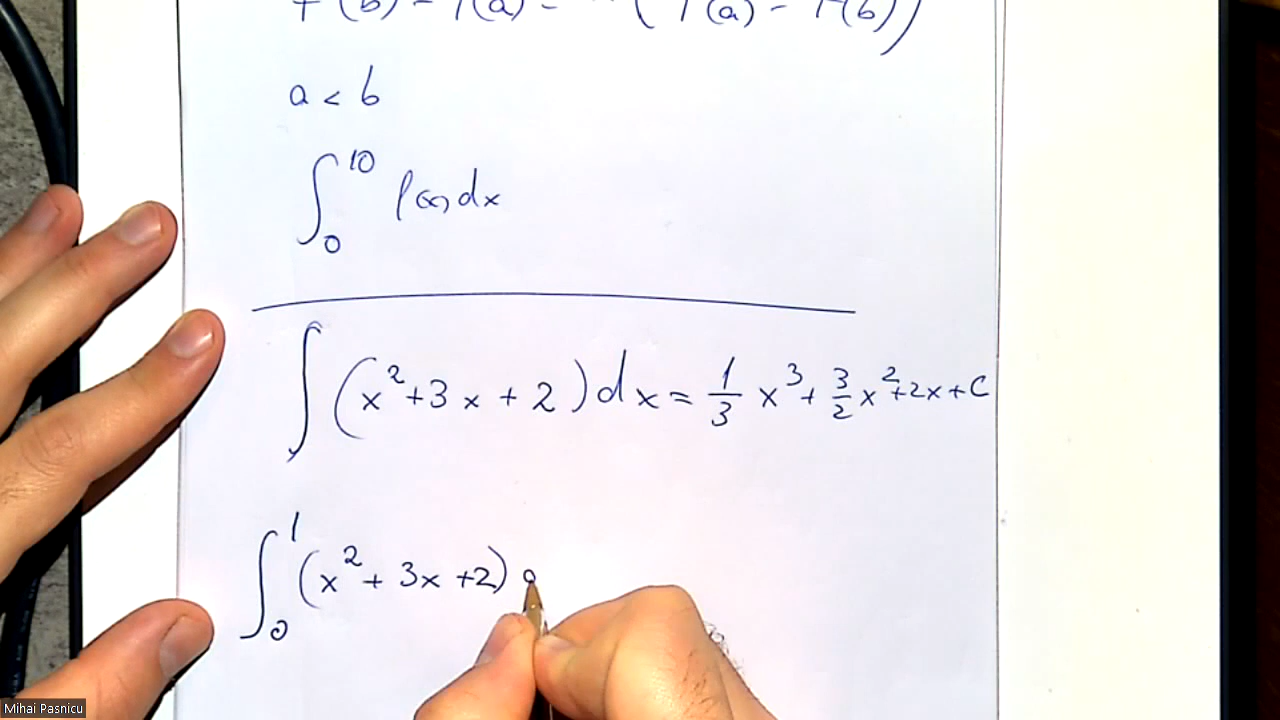 F(b) - F(a) = - (F(a) - F(b))
a < b
∫₀¹⁰ f(x) dx
∫ (x² + 3x + 2) dx = 1/3 x³ + 3/2 x² + 2x + C
∫₀¹ (x² + 3x + 2)
Mihai Pasnicu